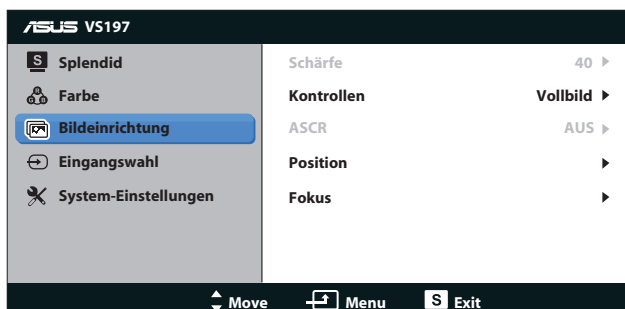 ASUS VS197
S Splendid
Farbe
Bildeinrichtung
Eingangswahl
System-Einstellungen
Schärfe 40
Kontrollen Vollbild
ASCR AUS
Position
Fokus
Move Menu S Exit